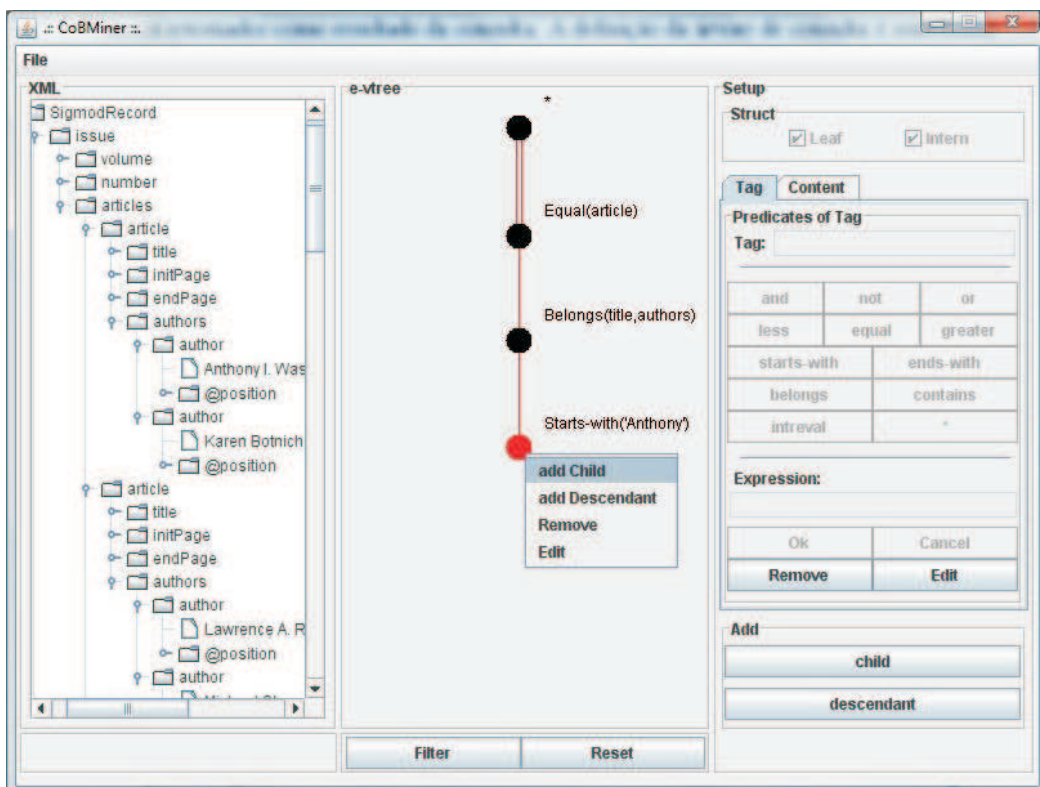 .:: CoBMiner ::.
File
XML
SigmodRecord
issue
volume
number
articles
article
title
initPage
endPage
authors
author
Anthony I. Was
@position
author
Karen Botnich
@position
article
title
initPage
endPage
authors
author
Lawrence A. R
@position
author
e-vtree
*
Equal(article)
Belongs(title,authors)
Starts-with('Anthony')
add Child
add Descendant
Remove
Edit
Filter Reset
Setup
Struct
Leaf Intern
Tag Content
Predicates of Tag
Tag:
and not or
less equal greater
starts-with ends-with
belongs contains
intreval *
Expression:
Ok Cancel
Remove Edit
Add
child
descendant